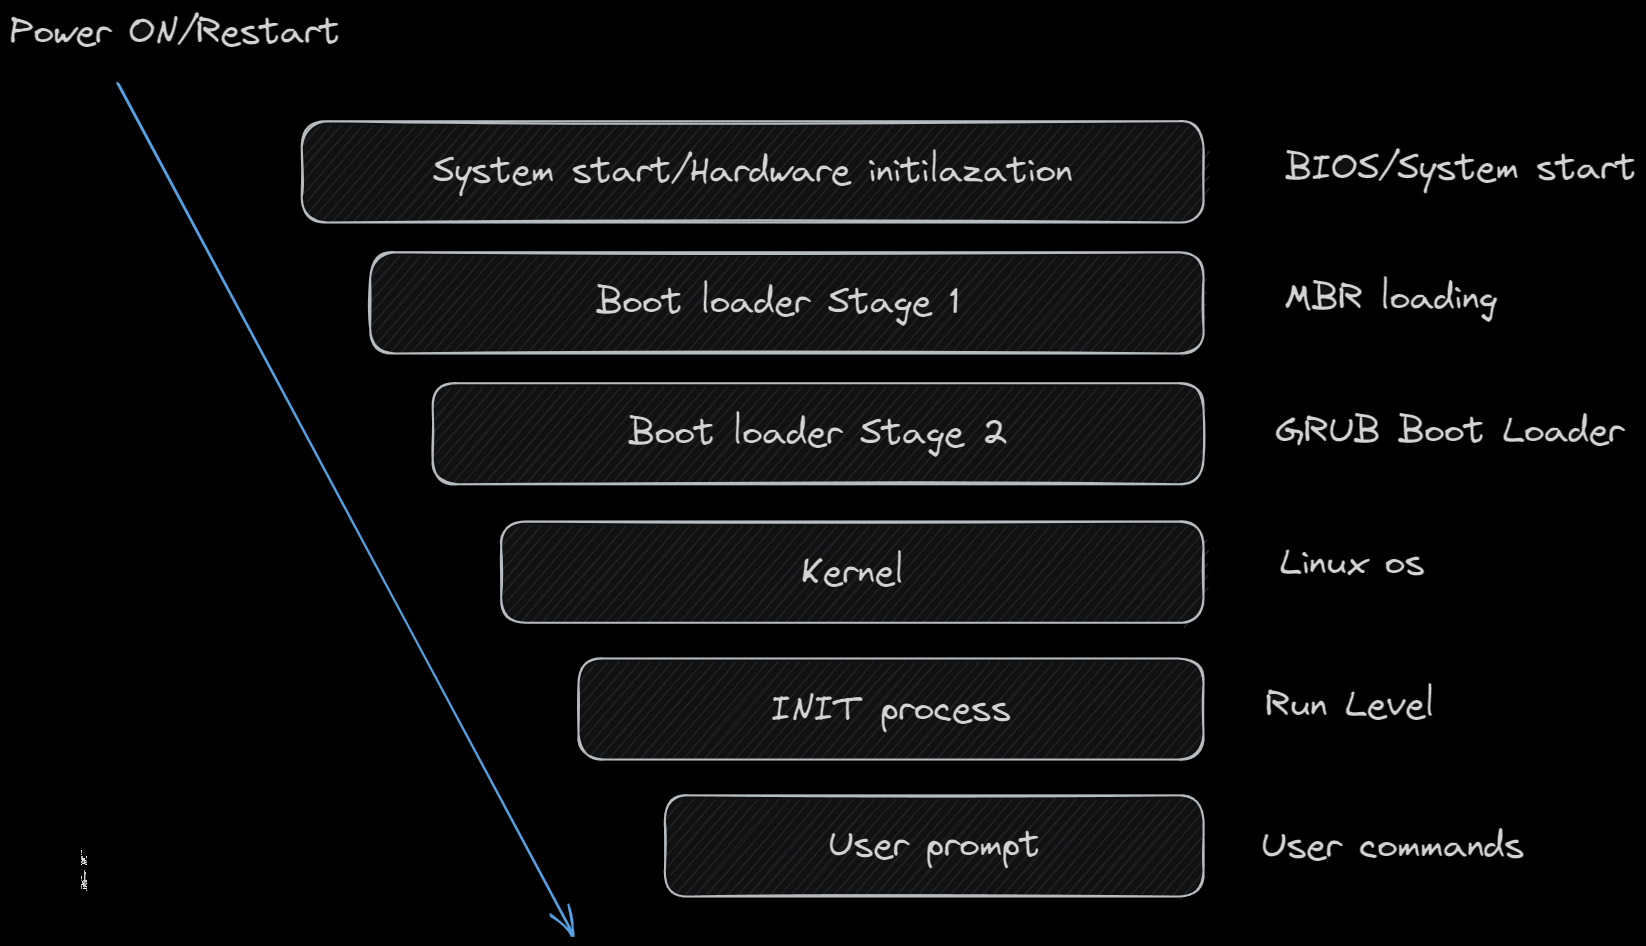 Power ON/Restart
System start/Hardware initilazation
BIOS/System start
Boot loader Stage 1
MBR loading
Boot loader Stage 2
GRUB Boot Loader
Kernel
Linux os
INIT process
Run Level
User prompt
User commands